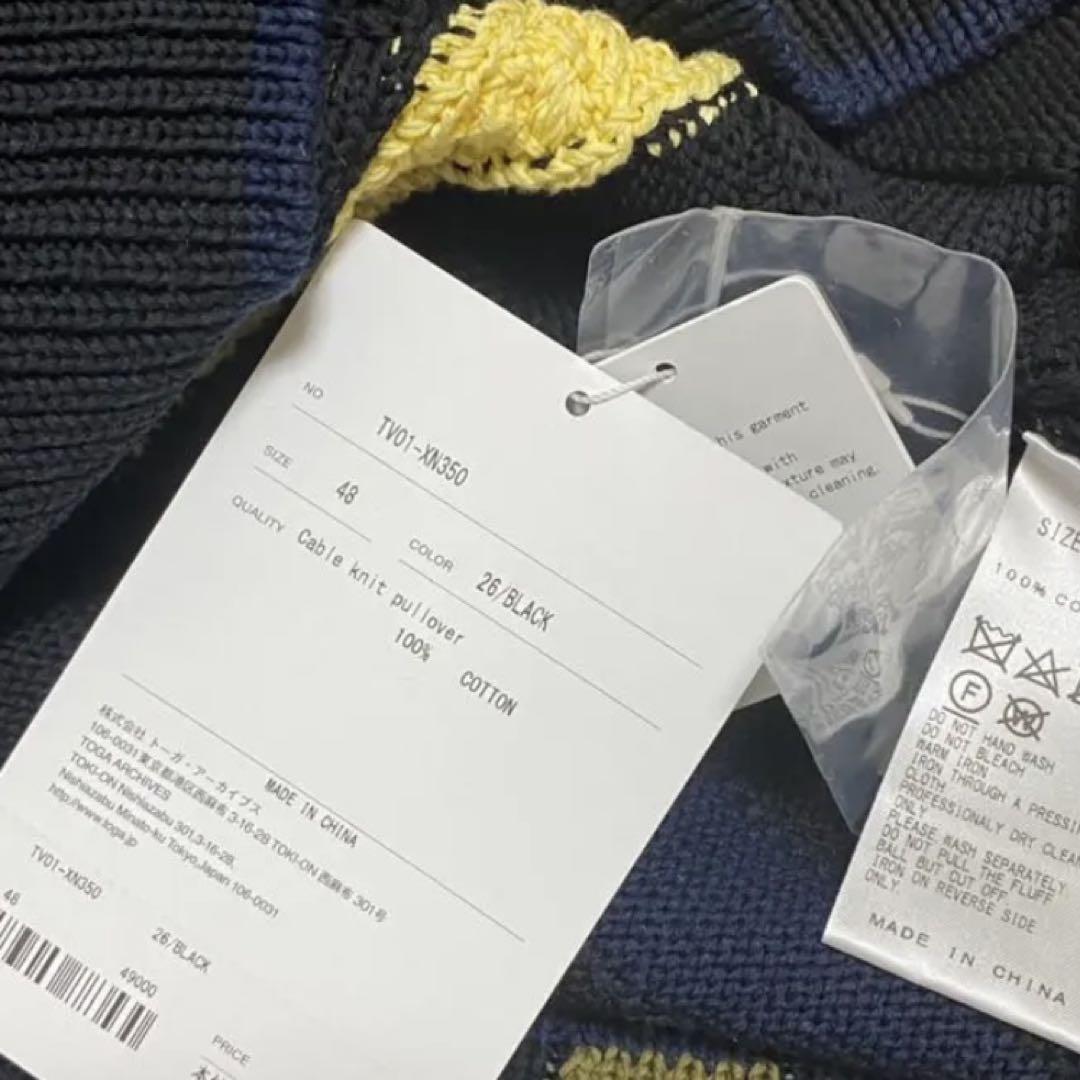 NO
TV01-XN350
SIZE
48
COLOR
26/BLACK
QUALITY
Cable knit pullover
100% COTTON
MADE IN CHINA
株式会社 トーガ・アーカイブス
106-0031東京都港区西麻布 3-16-28 TOKI-ON 西麻布 301号
TOGA ARCHIVES
TOKI-ON Nishiazabu 301,3-16-28,
Nishiazabu Minato-ku Tokyo,Japan 106-0031
http://www.toga.jp
TV01-XN350
48
26/BLACK
49000
PRICE
his garment
with
xture may
cleaning.
SIZE
100% CO
F
W
DO NOT HAND WASH
DO NOT BLEACH
WARM IRON
IRON THROUGH A PRESSIN
CLOTH
PROFESSIONALY DRY CLEAN
ONLY
PLEASE WASH SEPARATELY
DO NOT PULL THE FLUFF
BALL BUT CUT OFF
IRON ON REVERSE SIDE
ONLY
MADE IN CHINA